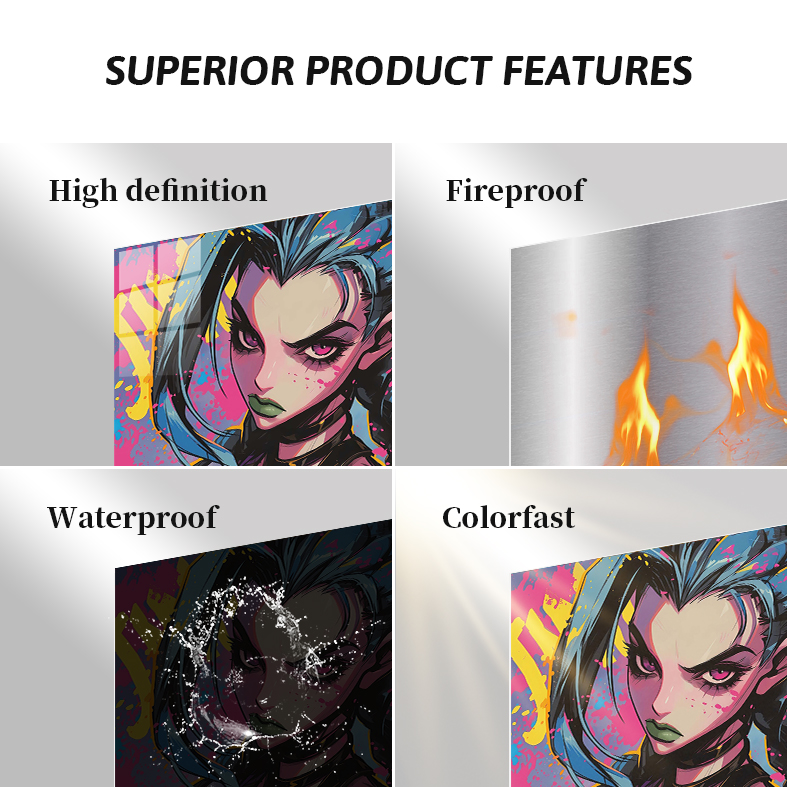 SUPERIOR PRODUCT FEATURES
High definition
Fireproof
Waterproof
Colorfast